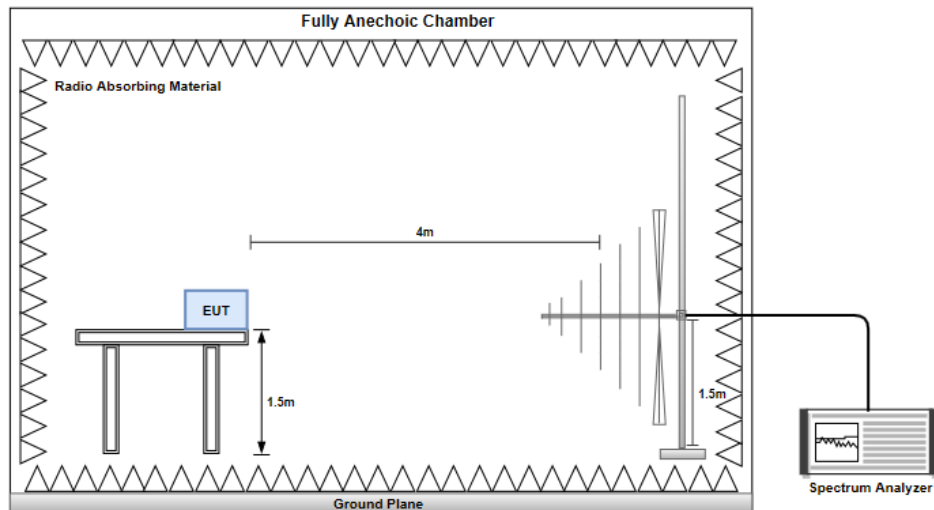 Fully Anechoic Chamber
Radio Absorbing Material
4m
EUT
1.5m
1.5m
Spectrum Analyzer
Ground Plane